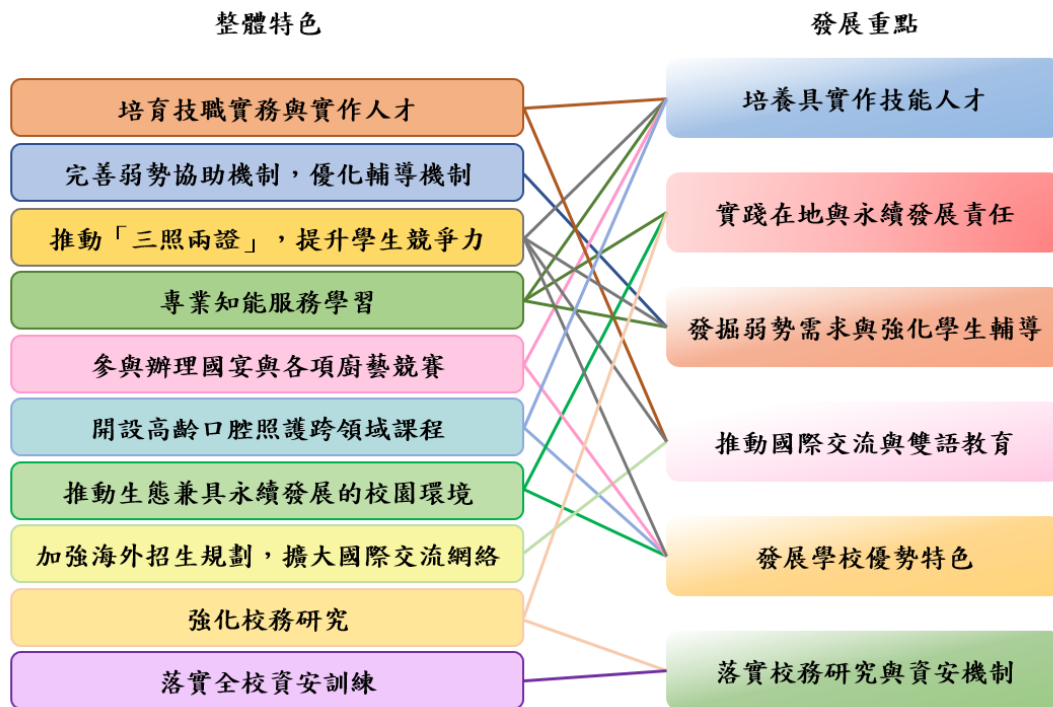 整體特色
發展重點
培育技職實務與實作人才
完善弱勢協助機制，優化輔導機制
推動「三照兩證」，提升學生競爭力
專業知能服務學習
參與辦理國宴與各項廚藝競賽
開設高齡口腔照護跨領域課程
推動生態兼具永續發展的校園環境
加強海外招生規劃，擴大國際交流網絡
強化校務研究
落實全校資安訓練
培養具實作技能人才
實踐在地與永續發展責任
發掘弱勢需求與強化學生輔導
推動國際交流與雙語教育
發展學校優勢特色
落實校務研究與資安機制